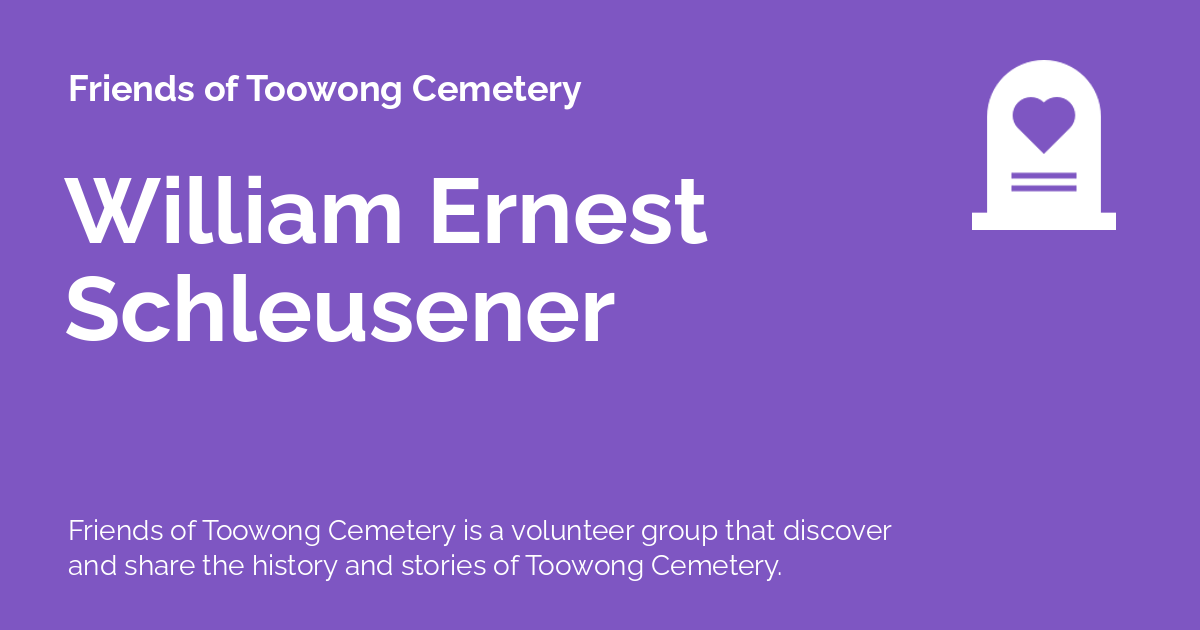 Friends of Toowong Cemetery
William Ernest
Schleusener
Friends of Toowong Cemetery is a volunteer group that discover
and share the history and stories of Toowong Cemetery.